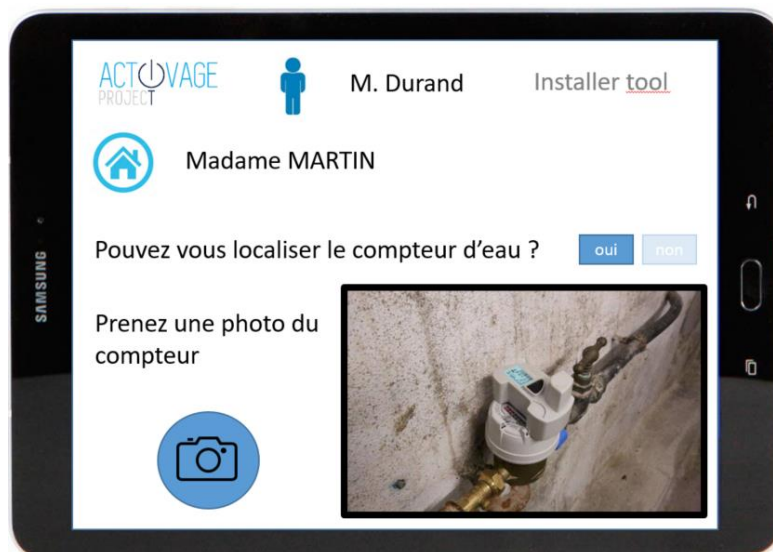 ACTIVAGE
PROJECT
M. Durand
Installer tool
Madame MARTIN
Pouvez vous localiser le compteur d'eau ?
oui
non
Prenez une photo du
compteur
SAMSUNG